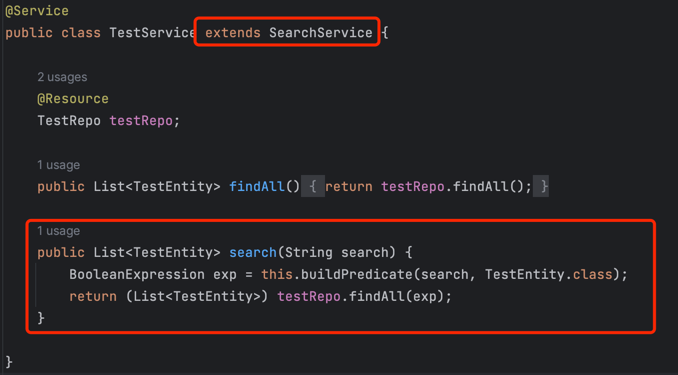 @Service
public class TestService extends SearchService {
2 usages
@Resource
TestRepo testRepo;
1 usage
public List<TestEntity> findAll() { return testRepo.findAll(); }
1 usage
public List<TestEntity> search(String search) {
BooleanExpression exp = this.buildPredicate(search, TestEntity.class);
return (List<TestEntity>) testRepo.findAll(exp);
}
}